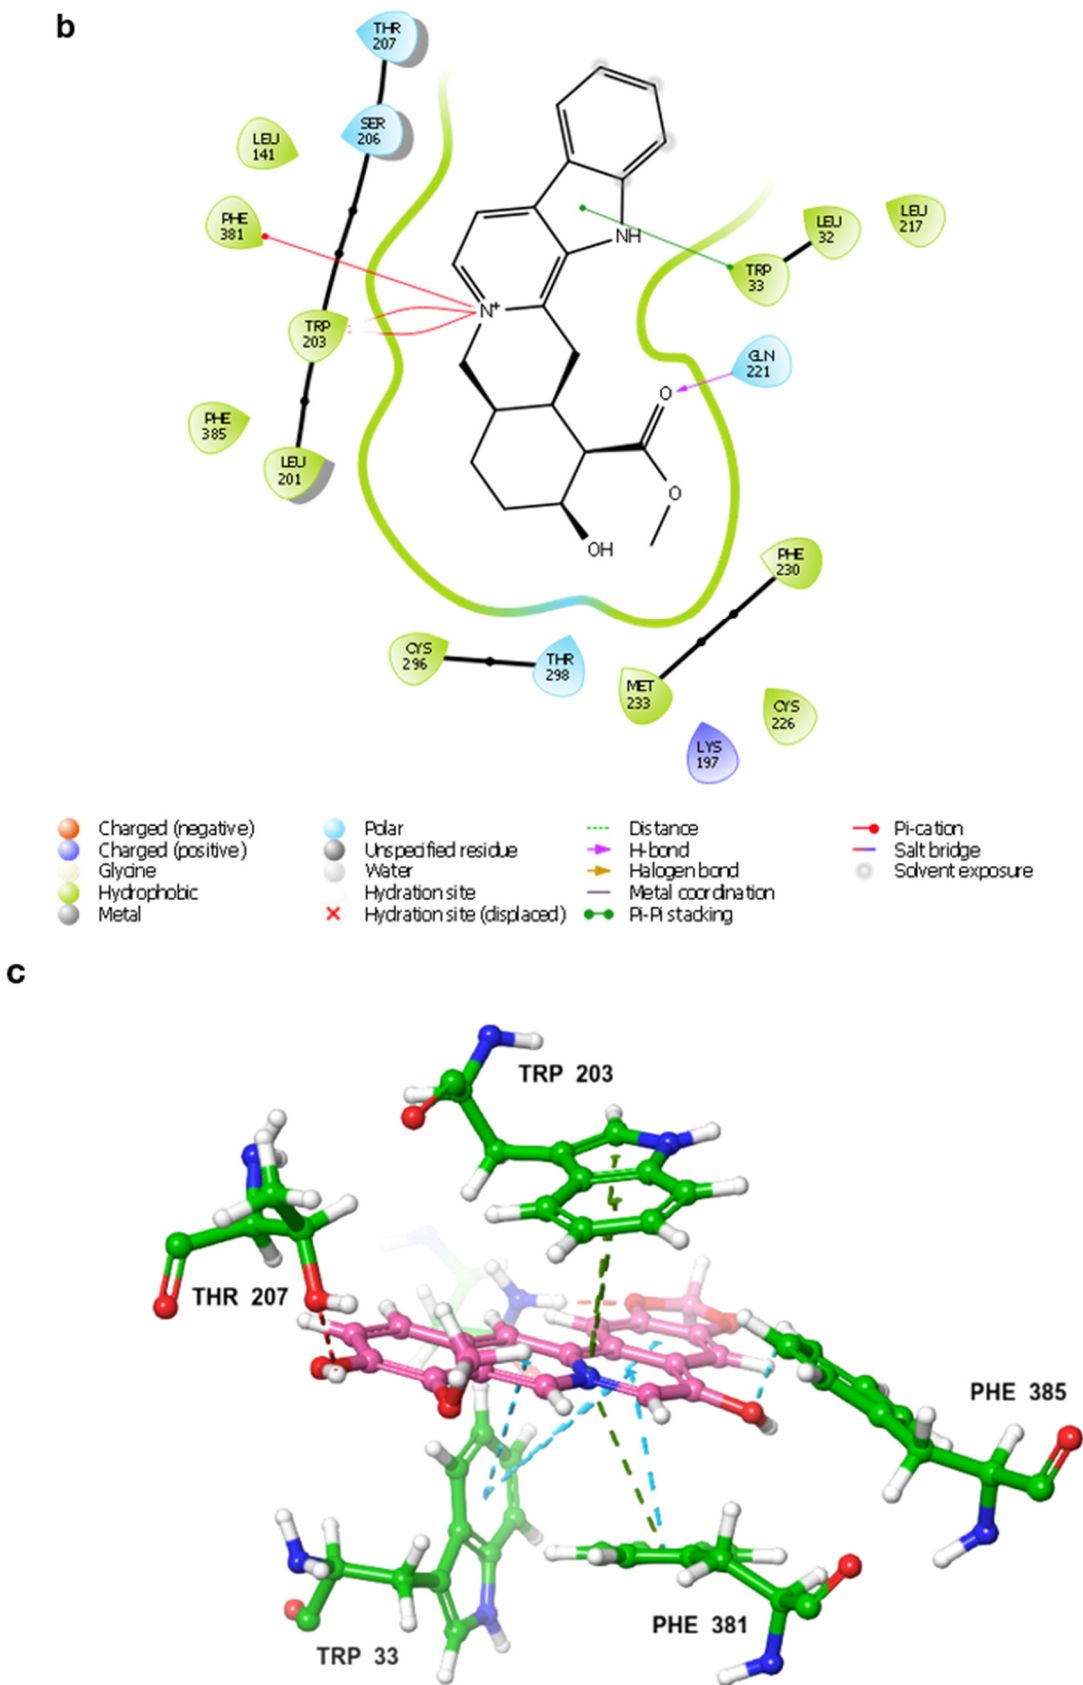 b
THR
207
SER
206
LEU
141
PHE
381
TRP
203
PHE
385
LEU
201
NH
N+
LEU
32
LEU
217
TRP
33
GLN
221
O
O
OH
PHE
230
CYS
296
THR
298
MET
233
CYS
226
LYS
197
Charged (negative)
Charged (positive)
Glycine
Hydrophobic
Metal
Polar
Unspecified residue
Water
Hydration site
Hydration site (displaced)
Distance
H-bond
Halogen bond
Metal coordination
Pi-Pi stacking
Pi-cation
Salt bridge
Solvent exposure
c
TRP 203
THR 207
PHE 385
PHE 381
TRP 33